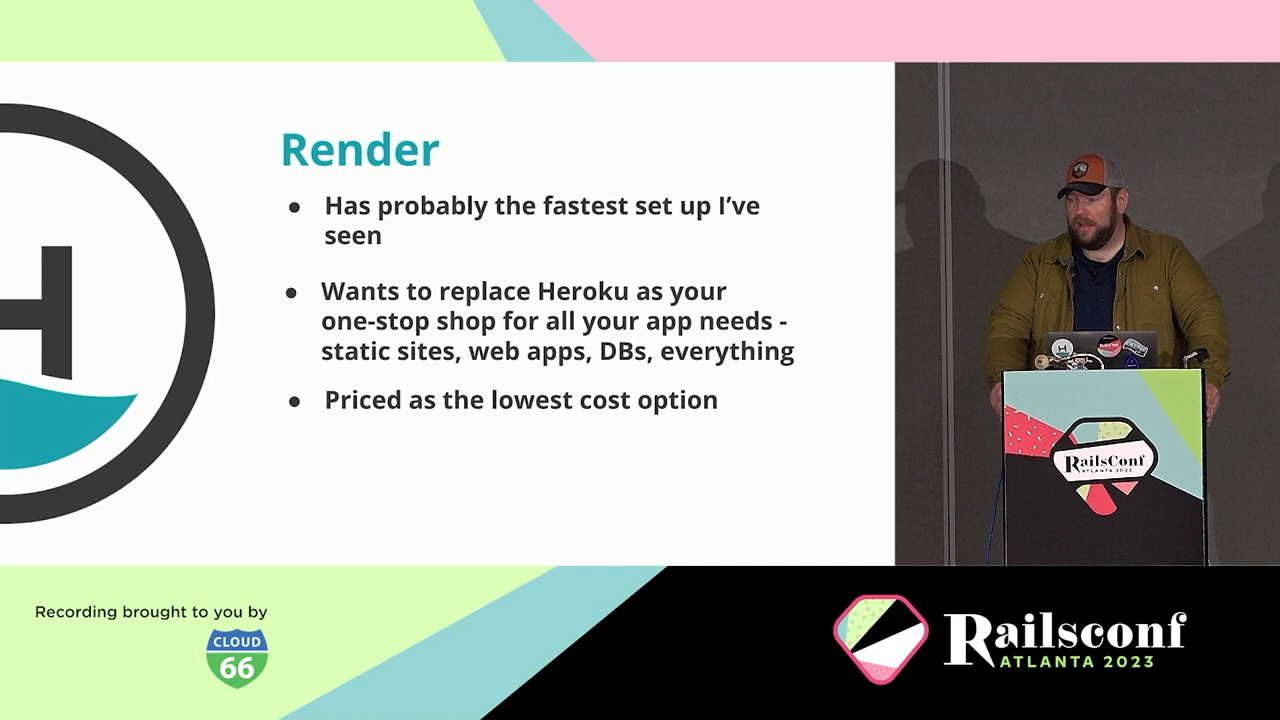 Render
● Has probably the fastest set up I've
seen
● Wants to replace Heroku as your
one-stop shop for all your app needs -
static sites, web apps, DBs, everything
● Priced as the lowest cost option
H
H
RailsConf
RAILSCONF
ATLANTA 2023
Recording brought to you by
CLOUD
66
Railsconf
ATLANTA 2023